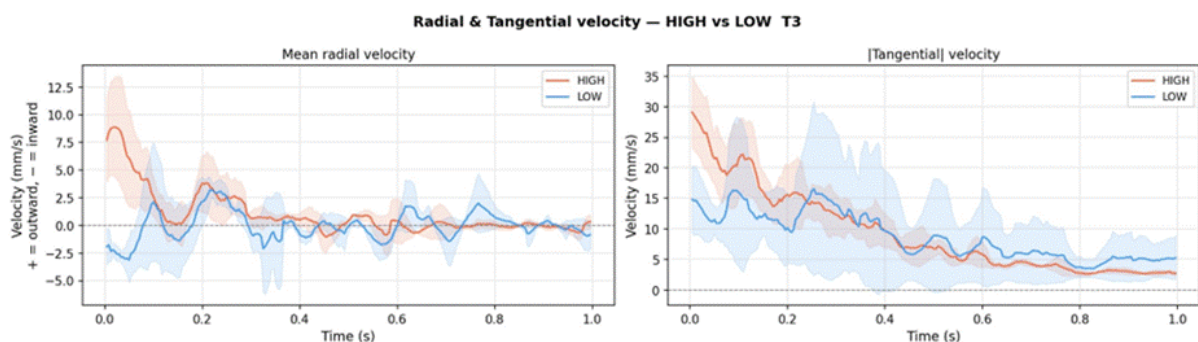 Radial & Tangential velocity — HIGH vs LOW T3
Mean radial velocity
HIGH
LOW
12.5
10.0
7.5
5.0
2.5
0.0
−2.5
−5.0
Velocity (mm/s)
+ = outward, − = inward
0.0 0.2 0.4 0.6 0.8 1.0
Time (s)
|Tangential| velocity
HIGH
LOW
35
30
25
20
15
10
5
0
Velocity (mm/s)
0.0 0.2 0.4 0.6 0.8 1.0
Time (s)